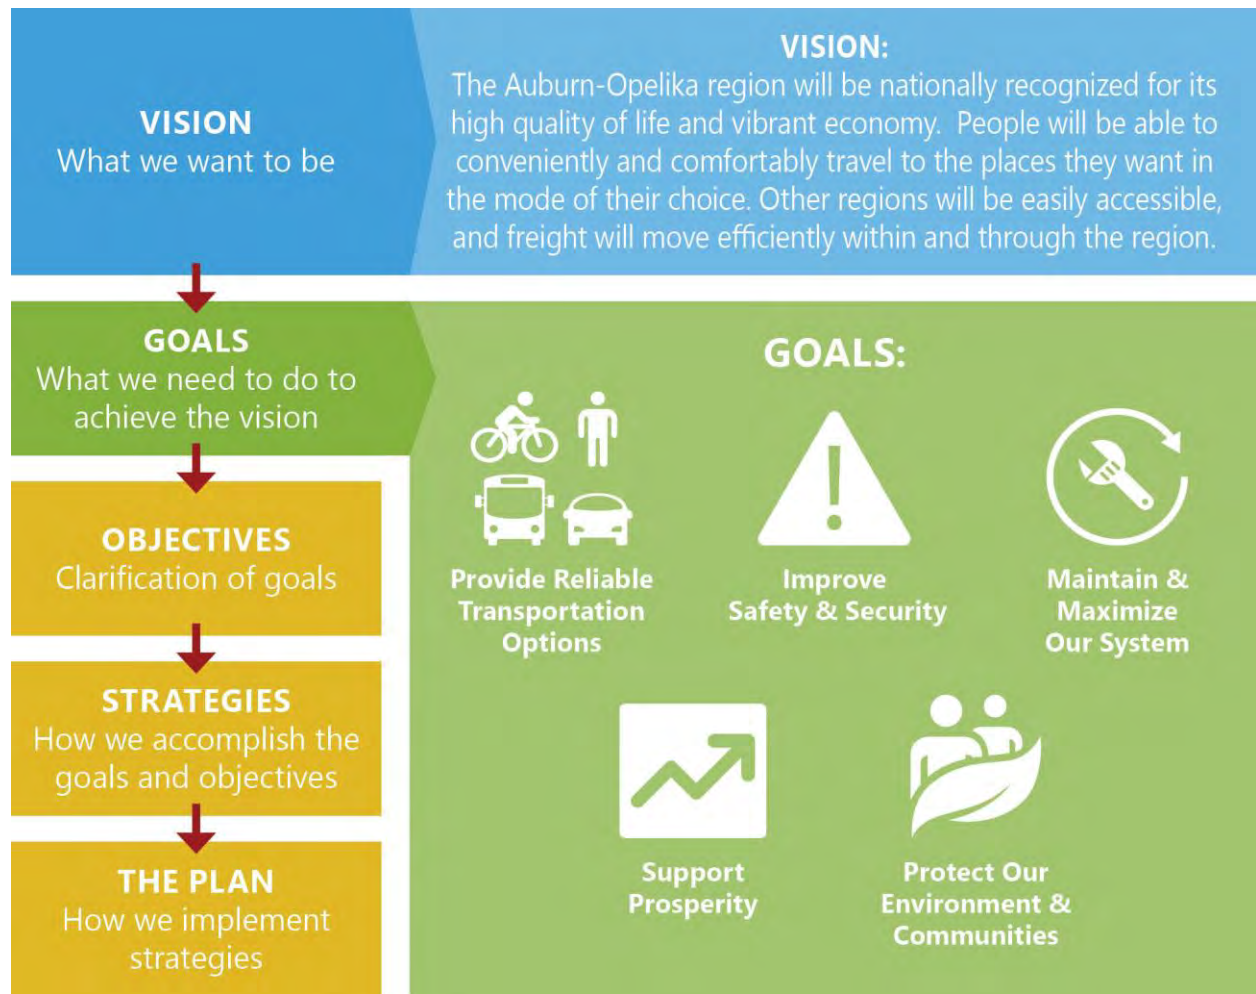 VISION
What we want to be
VISION:
The Auburn-Opelika region will be nationally recognized for its
high quality of life and vibrant economy.  People will be able to
conveniently and comfortably travel to the places they want in
the mode of their choice. Other regions will be easily accessible,
and freight will move efficiently within and through the region.
GOALS
What we need to do to
achieve the vision
GOALS:
Provide Reliable
Transportation
Options
Improve
Safety & Security
Maintain &
Maximize
Our System
Support
Prosperity
Protect Our
Environment &
Communities
OBJECTIVES
Clarification of goals
STRATEGIES
How we accomplish the
goals and objectives
THE PLAN
How we implement
strategies